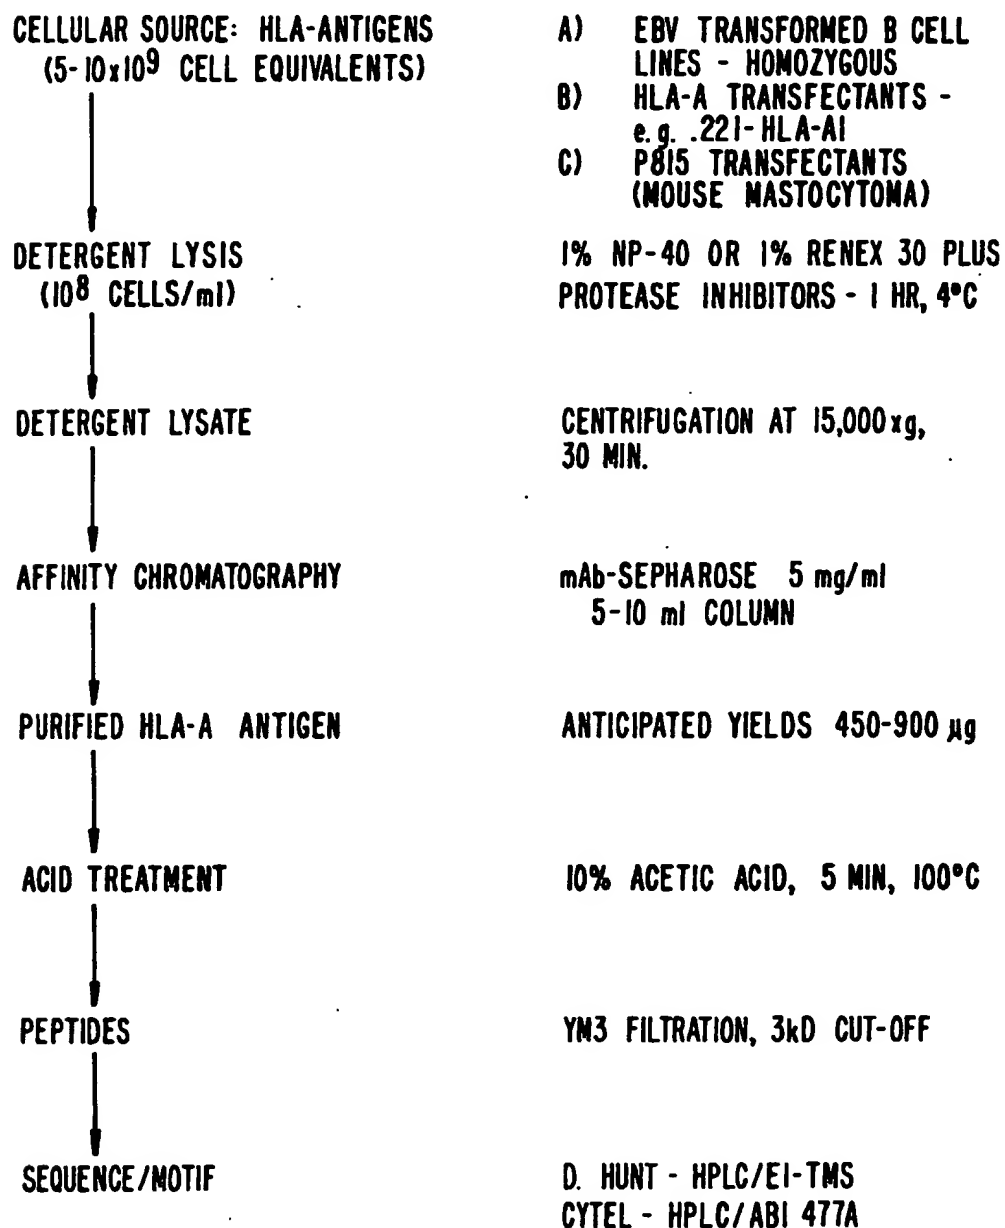 CELLULAR SOURCE: HLA-ANTIGENS
(5-10x10⁹ CELL EQUIVALENTS)
A) EBV TRANSFORMED B CELL
LINES - HOMOZYGOUS
B) HLA-A TRANSFECTANTS -
e.g. .221-HLA-A1
C) P815 TRANSFECTANTS
(MOUSE MASTOCYTOMA)
DETERGENT LYSIS
(10⁸ CELLS/ml)
1% NP-40 OR 1% RENEX 30 PLUS
PROTEASE INHIBITORS - 1 HR, 4°C
DETERGENT LYSATE
CENTRIFUGATION AT 15,000xg,
30 MIN.
AFFINITY CHROMATOGRAPHY
mAb-SEPHAROSE 5 mg/ml
5-10 ml COLUMN
PURIFIED HLA-A ANTIGEN
ANTICIPATED YIELDS 450-900 µg
ACID TREATMENT
10% ACETIC ACID, 5 MIN, 100°C
PEPTIDES
YM3 FILTRATION, 3kD CUT-OFF
SEQUENCE/MOTIF
D. HUNT - HPLC/EI-TMS
CYTEL - HPLC/ABI 477A